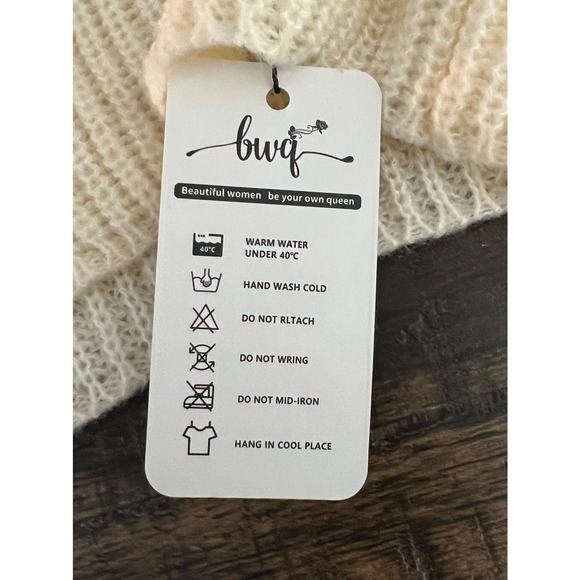 bwq
Beautiful women be your own queen
40℃
WARM WATER
UNDER 40℃
HAND WASH COLD
DO NOT RLTACH
DO NOT WRING
DO NOT MID-IRON
HANG IN COOL PLACE